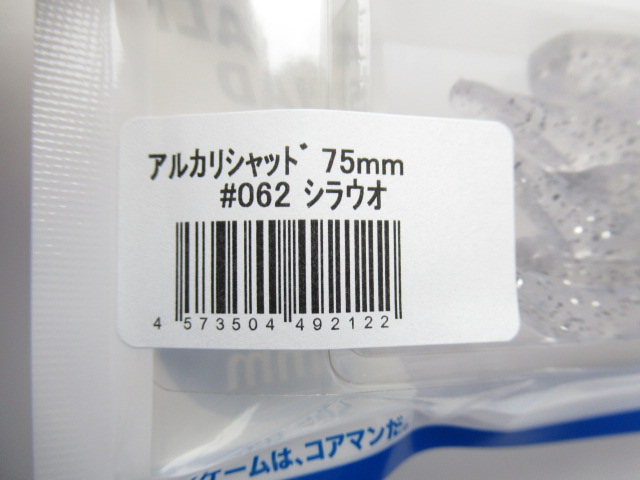 アルカリシャッド 75mm
#062 シラウオ
4 573504 492122
mm
ゲームは、コアマンだ。